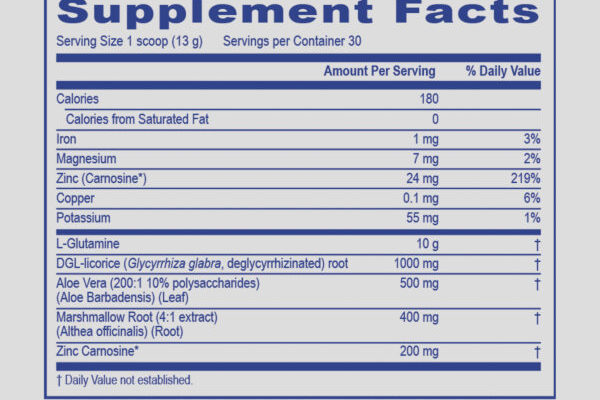 Supplement Facts
Serving Size 1 scoop (13 g) Servings per Container 30
Amount Per Serving % Daily Value
Calories 180
Calories from Saturated Fat 0
Iron 1 mg 3%
Magnesium 7 mg 2%
Zinc (Carnosine*) 24 mg 219%
Copper 0.1 mg 6%
Potassium 55 mg 1%
L-Glutamine 10 g †
DGL-licorice (Glycyrrhiza glabra, deglycyrrhizinated) root 1000 mg †
Aloe Vera (200:1 10% polysaccharides) 500 mg †
(Aloe Barbadensis) (Leaf)
Marshmallow Root (4:1 extract) 400 mg †
(Althea officinalis) (Root)
Zinc Carnosine* 200 mg †
† Daily Value not established.